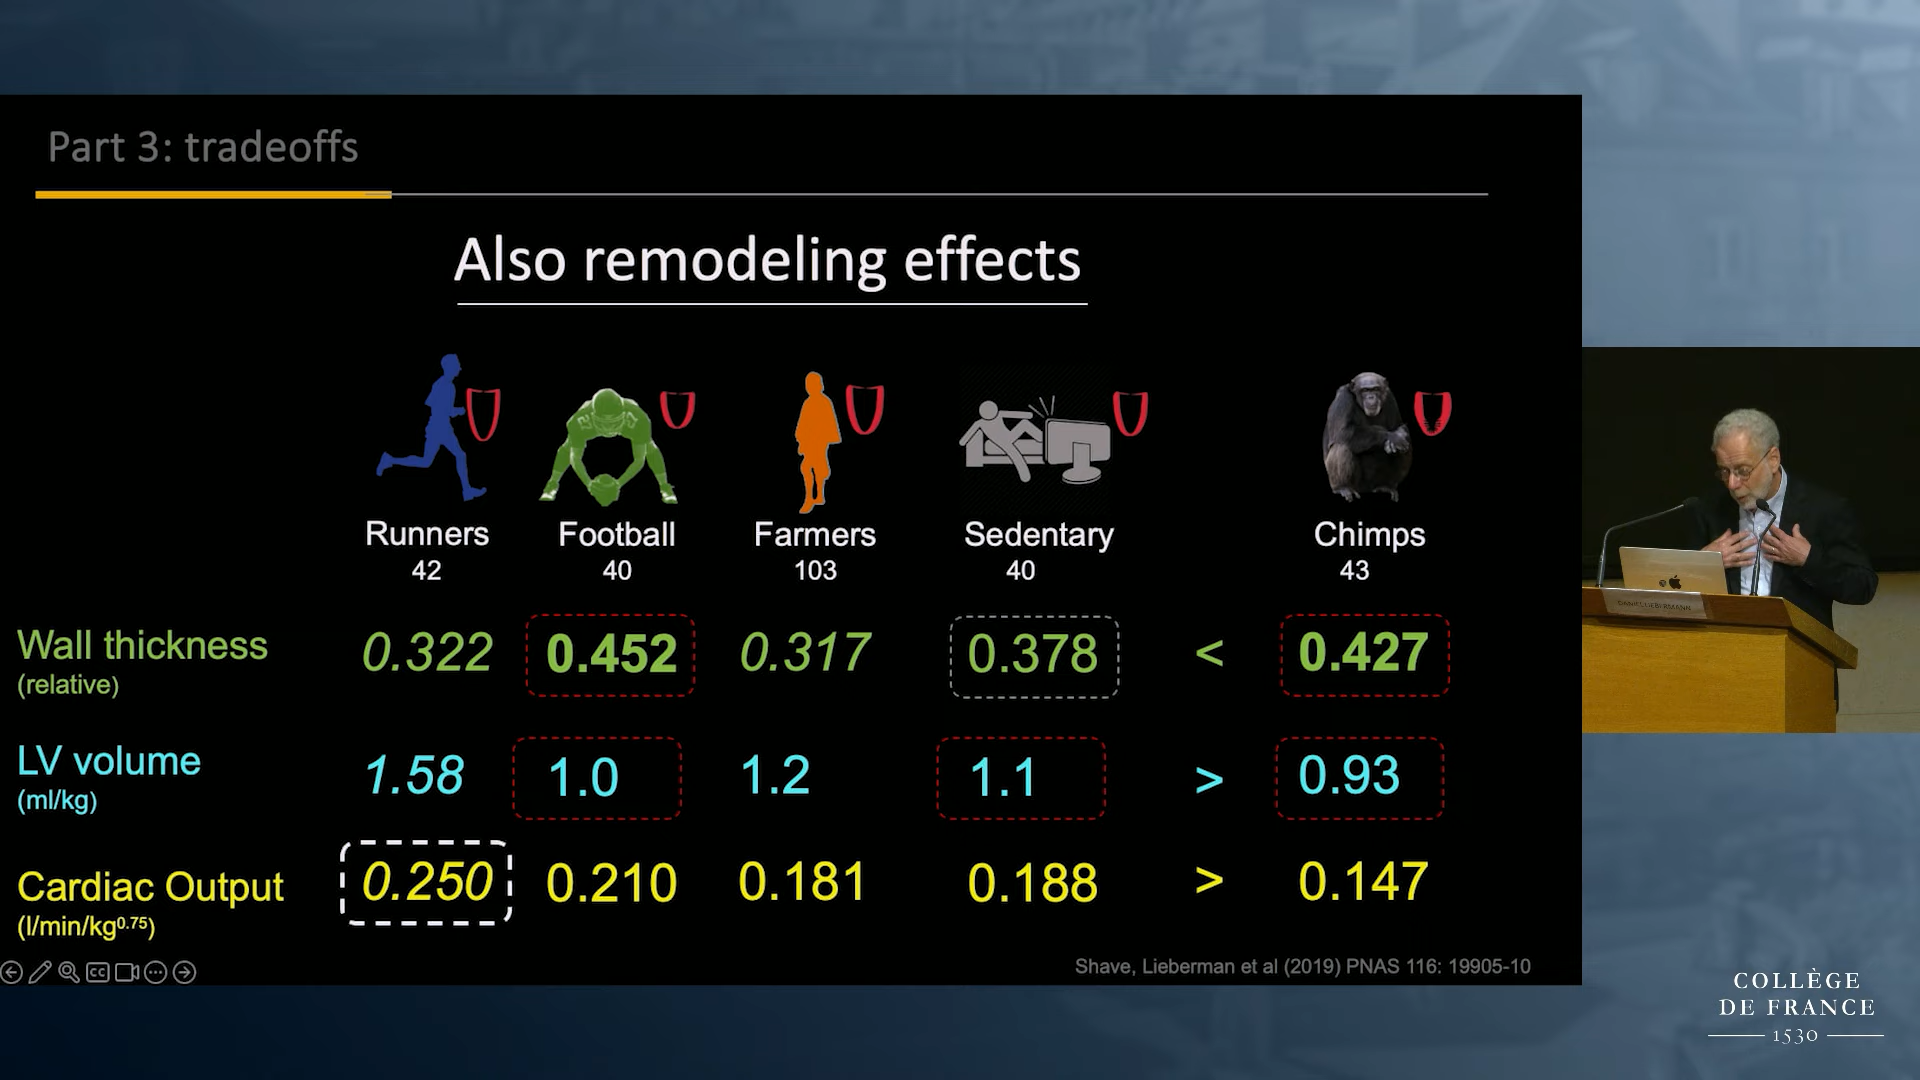 Part 3: tradeoffs
Also remodeling effects
Runners Football Farmers Sedentary Chimps
42 40 103 40 43
Wall thickness 0.322 0.452 0.317 0.378 < 0.427
(relative)
LV volume 1.58 1.0 1.2 1.1 > 0.93
(ml/kg)
Cardiac Output 0.250 0.210 0.181 0.188 > 0.147
(l/min/kg0.75)
CC
Shave, Lieberman et al (2019) PNAS 116: 19905-10
DANIEL LIEBERMANN
COLLÈGE
DE FRANCE
1530